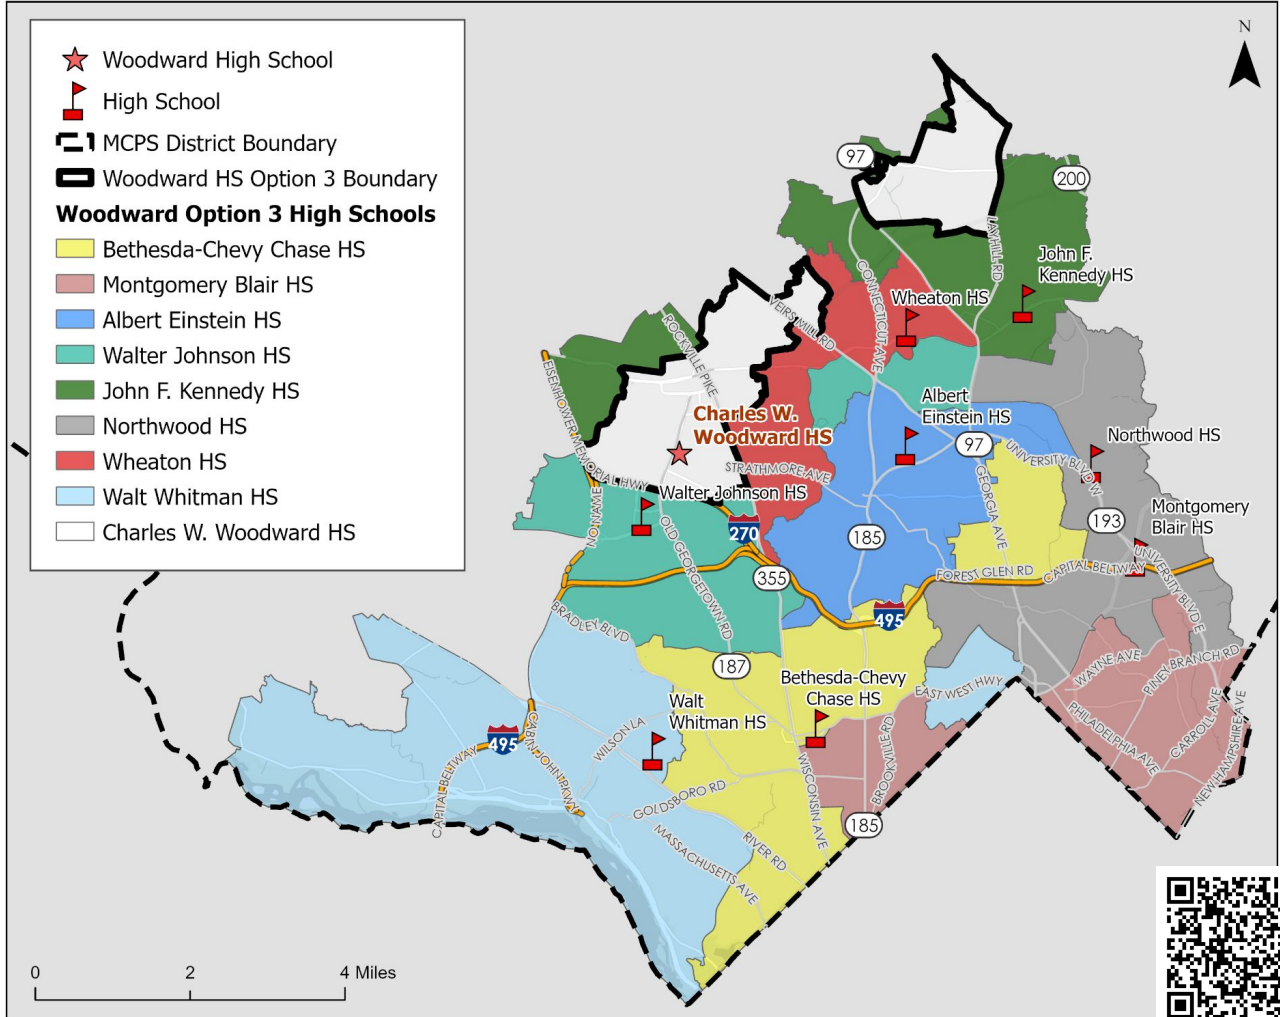 Woodward High School
High School
MCPS District Boundary
Woodward HS Option 3 Boundary
Woodward Option 3 High Schools
Bethesda-Chevy Chase HS
Montgomery Blair HS
Albert Einstein HS
Walter Johnson HS
John F. Kennedy HS
Northwood HS
Wheaton HS
Walt Whitman HS
Charles W. Woodward HS
N
97
200
LAYHILL RD
John F.
Kennedy HS
CONNECTICUT AVE
Wheaton HS
VEIRS MILL RD
ROCKVILLE PIKE
EISENHOWER MEMORIAL HWY
Charles W.
Woodward HS
Albert
Einstein HS
97
Northwood HS
UNIVERSITY BLVD W
STRATHMORE AVE
Walter Johnson HS
NO NAME
GEORGIA AVE
Montgomery
Blair HS
193
270
185
OLD GEORGETOWN RD
355
FOREST GLEN RD
CAPITAL BELTWAY
UNIVERSITY BLVD E
495
BRADLEY BLVD
187
Bethesda-Chevy
Chase HS
EAST WEST HWY
WAYNE AVE
PINEY BRANCH RD
Walt
Whitman HS
495
CAPITAL BELTWAY
CABIN JOHN PKWY
WILSON LA
WISCONSIN AVE
BROOKVILLE RD
PHILADELPHIA AVE
CARROLL AVE
NEW HAMPSHIRE AVE
GOLDSBORO RD
185
MASSACHUSETTS AVE
RIVER RD
0
2
4 Miles